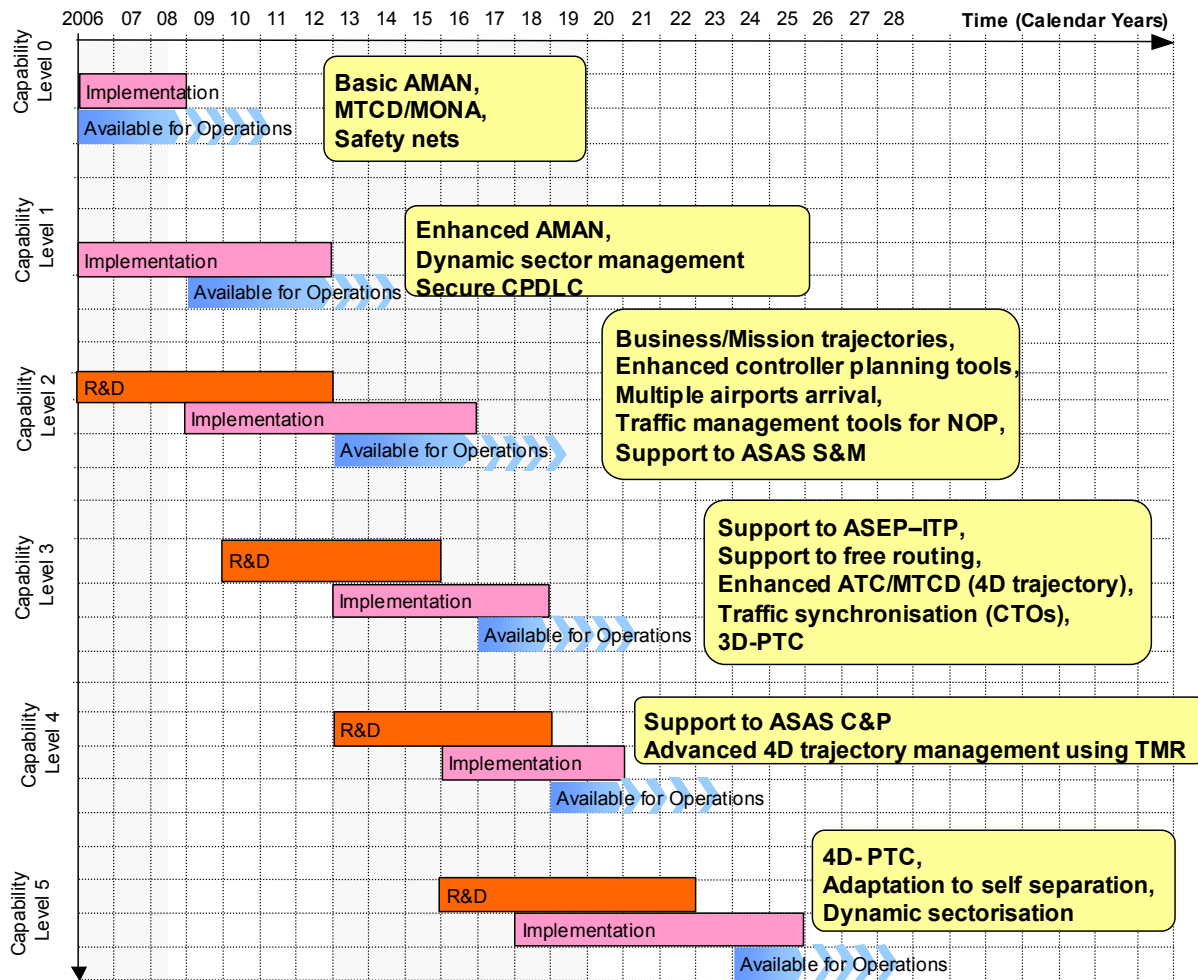 2006 07 08 09 10 11 12 13 14 15 16 16 18 19 20 21 22 23 24 25 26 27 28 Time (Calendar Years)
Capability
Level 0
Implementation
Available for Operations
Basic AMAN,
MTCD/MONA,
Safety nets
Capability
Level 1
Implementation
Available for Operations
Enhanced AMAN,
Dynamic sector management
Secure CPDLC
Capability
Level 2
R&D
Implementation
Available for Operations
Business/Mission trajectories,
Enhanced controller planning tools,
Multiple airports arrival,
Traffic management tools for NOP,
Support to ASAS S&M
Capability
Level 3
R&D
Implementation
Available for Operations
Support to ASEP–ITP,
Support to free routing,
Enhanced ATC/MTCD (4D trajectory),
Traffic synchronisation (CTOs),
3D-PTC
Capability
Level 4
R&D
Implementation
Available for Operations
Support to ASAS C&P
Advanced 4D trajectory management using TMR
Capability
Level 5
R&D
Implementation
Available for Operations
4D- PTC,
Adaptation to self separation,
Dynamic sectorisation